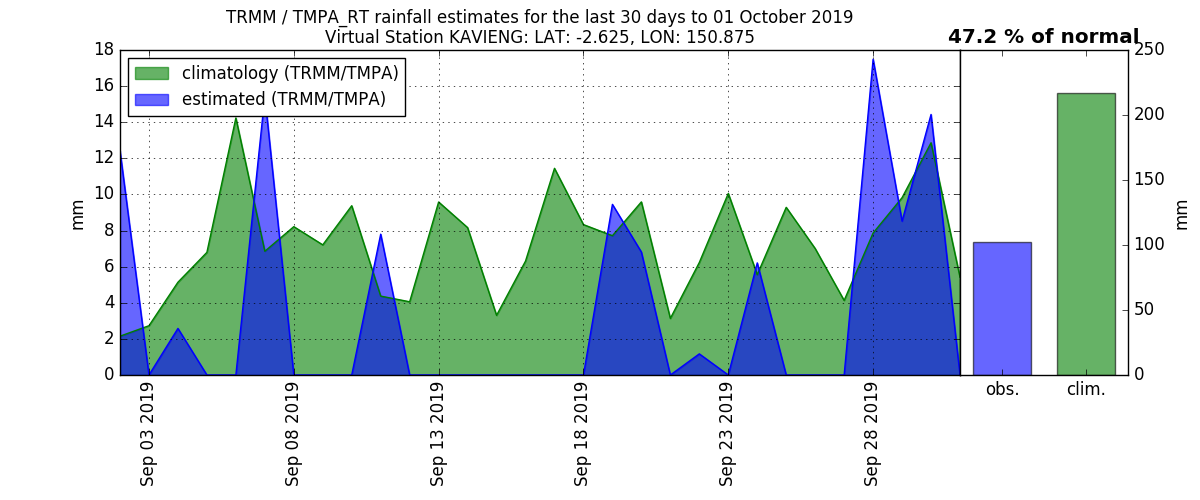 TRMM / TMPA_RT rainfall estimates for the last 30 days to 01 October 2019
Virtual Station KAVIENG: LAT: -2.625, LON: 150.875
47.2 % of normal
climatology (TRMM/TMPA)
estimated (TRMM/TMPA)
mm
18
16
14
12
10
8
6
4
2
0
Sep 03 2019
Sep 08 2019
Sep 13 2019
Sep 18 2019
Sep 23 2019
Sep 28 2019
obs.
clim.
250
200
150
100
50
0
mm